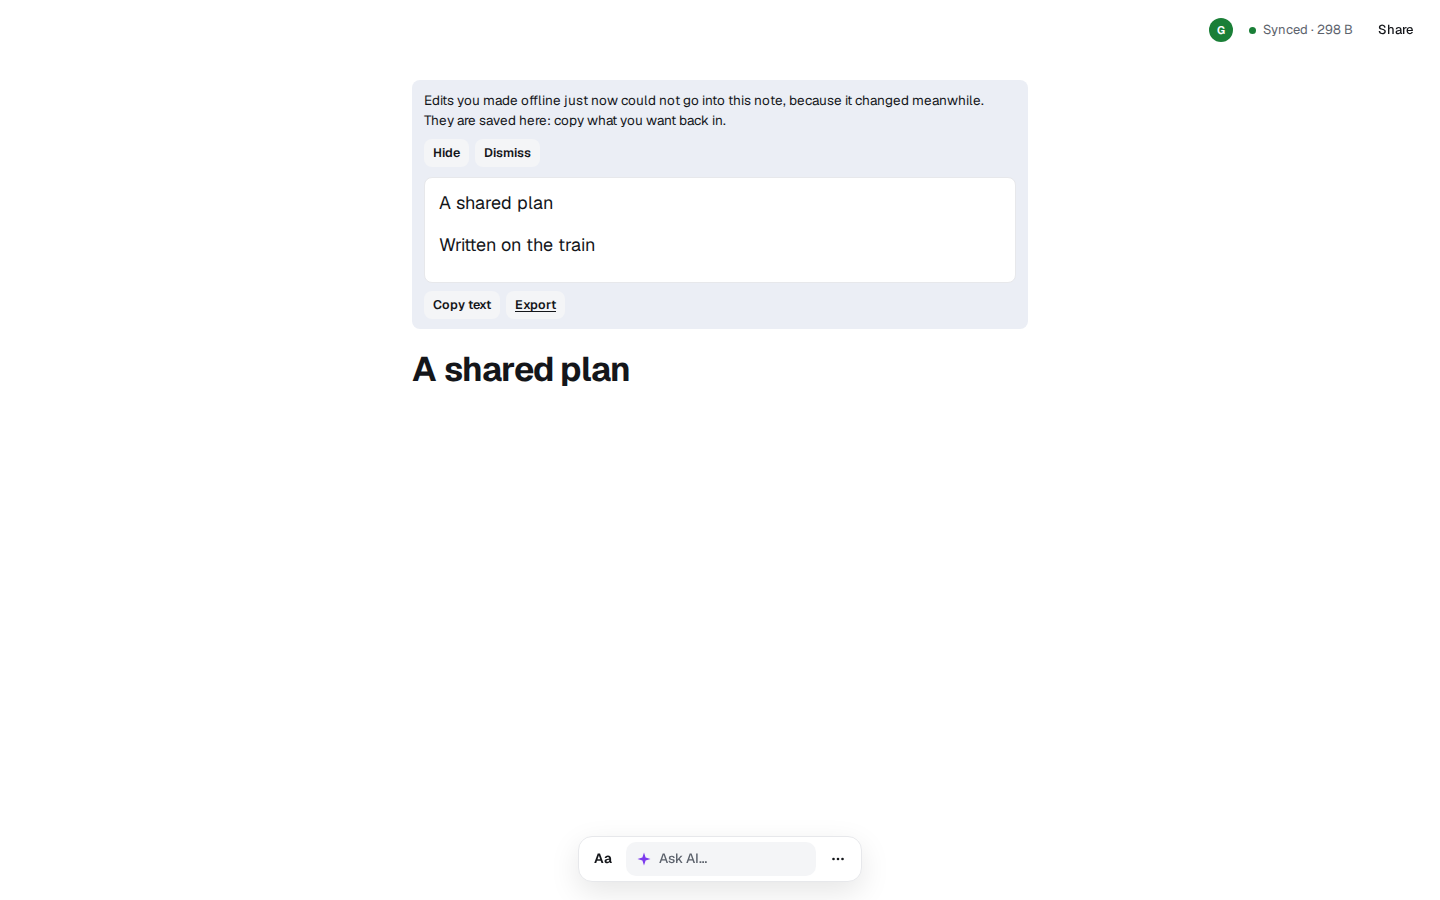 G
Synced · 298 B
Share
Edits you made offline just now could not go into this note, because it changed meanwhile.
They are saved here: copy what you want back in.
Hide
Dismiss
A shared plan
Written on the train
Copy text
Export
A shared plan
Aa
Ask AI...